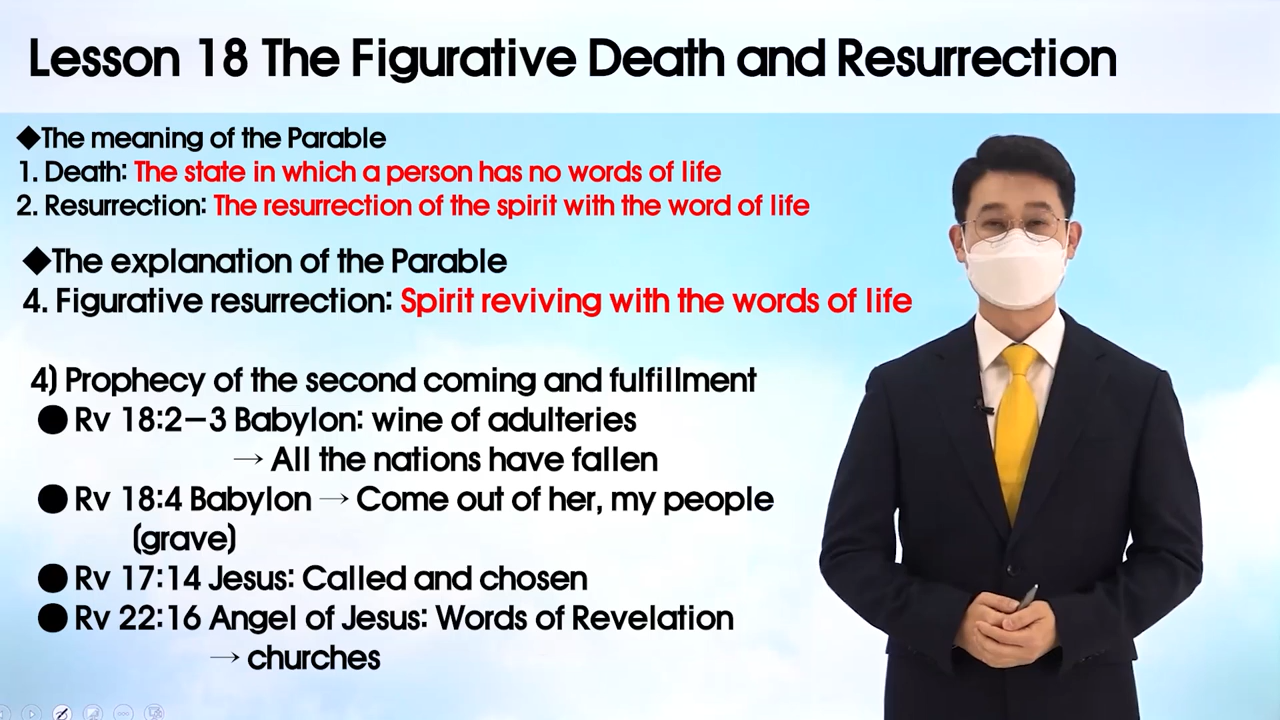 Lesson 18 The Figurative Death and Resurrection
◆The meaning of the Parable
1. Death: The state in which a person has no words of life
2. Resurrection: The resurrection of the spirit with the word of life
◆The explanation of the Parable
4. Figurative resurrection: Spirit reviving with the words of life
4) Prophecy of the second coming and fulfillment
● Rv 18:2–3 Babylon: wine of adulteries
→ All the nations have fallen
● Rv 18:4 Babylon → Come out of her, my people
(grave)
● Rv 17:14 Jesus: Called and chosen
● Rv 22:16 Angel of Jesus: Words of Revelation
→ churches